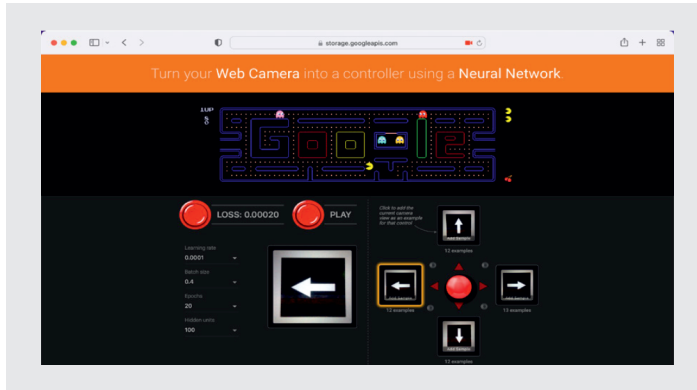 storage.googleapis.com
Turn your Web Camera into a controller using a Neural Network.
1UP
LOSS: 0.00020
PLAY
Click to add the
current camera
view as an example
for that control
Learning rate
0.0001
Batch size
0.4
Epochs
20
Hidden units
100
12 examples
12 examples
12 examples
12 examples